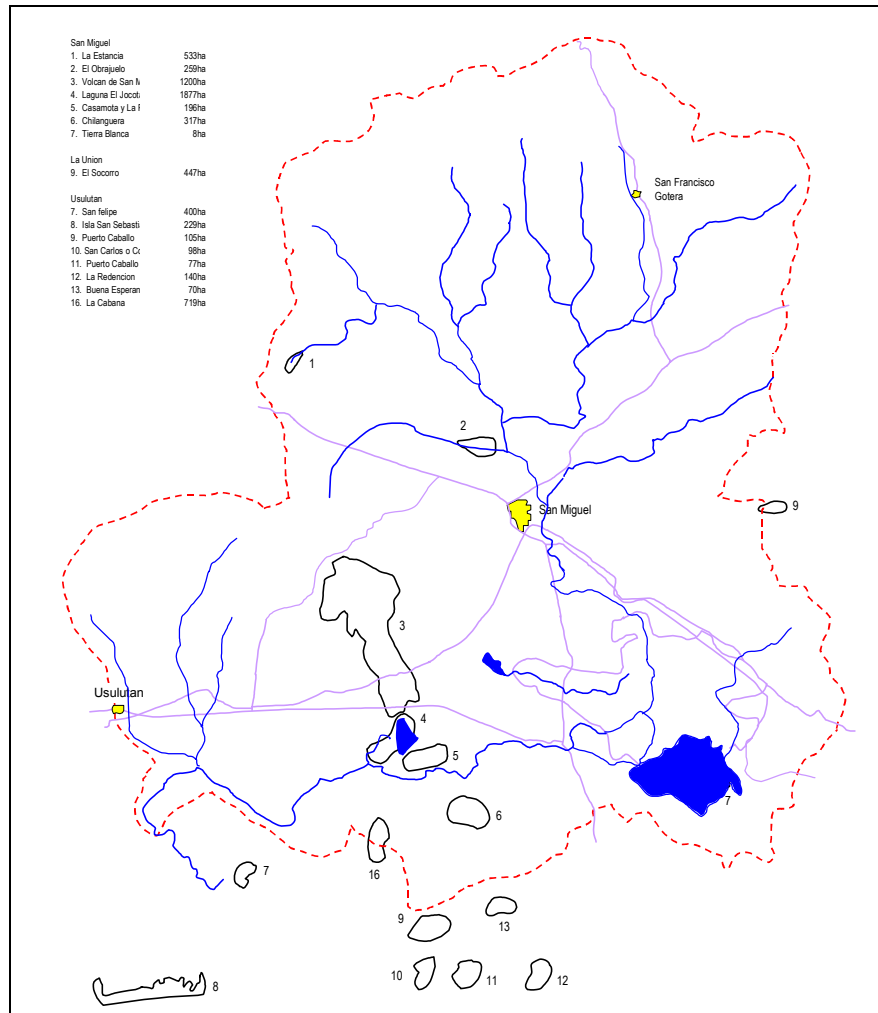 San Miguel
1. La Estancia 533ha
2. El Obrajuelo 259ha
3. Volcan de San 1200ha
4. Laguna El Jocot 1877ha
5. Casamota y La 196ha
6. Chilanguera 317ha
7. Tierra Blanca 8ha
La Union
9. El Socorro 447ha
Usulutan
7. San felipe 400ha
8. Isla San Sebasti 229ha
9. Puerto Caballo 105ha
10. San Carlos o Co 98ha
11. Puerto Caballo 77ha
12. La Redencion 140ha
13. Buena Esperan 70ha
16. La Cabana 719ha
San Francisco
Gotera
1
2
San Miguel
9
3
Usulutan
4
5
7
6
16
7
9
13
10
11
12
8